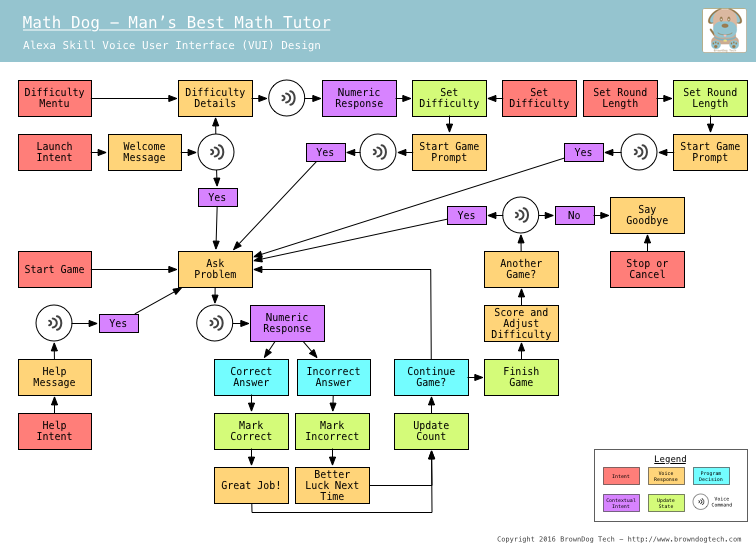 Math Dog – Man's Best Math Tutor
Alexa Skill Voice User Interface (VUI) Design
Difficulty
Mentu
Difficulty
Details
Numeric
Response
Set
Difficulty
Set
Difficulty
Set Round
Length
Set Round
Length
Launch
Intent
Welcome
Message
Yes
Start Game
Prompt
Yes
Start Game
Prompt
Yes
Yes
No
Say
Goodbye
Start Game
Ask
Problem
Another
Game?
Stop or
Cancel
Yes
Numeric
Response
Score and
Adjust
Difficulty
Help
Message
Correct
Answer
Incorrect
Answer
Continue
Game?
Finish
Game
Help
Intent
Mark
Correct
Mark
Incorrect
Update
Count
Great Job!
Better
Luck Next
Time
Legend
Intent
Voice
Response
Program
Decision
Contextual
Intent
Update
State
Voice
Command
Copyright 2016 BrownDog Tech – http://www.browndogtech.com